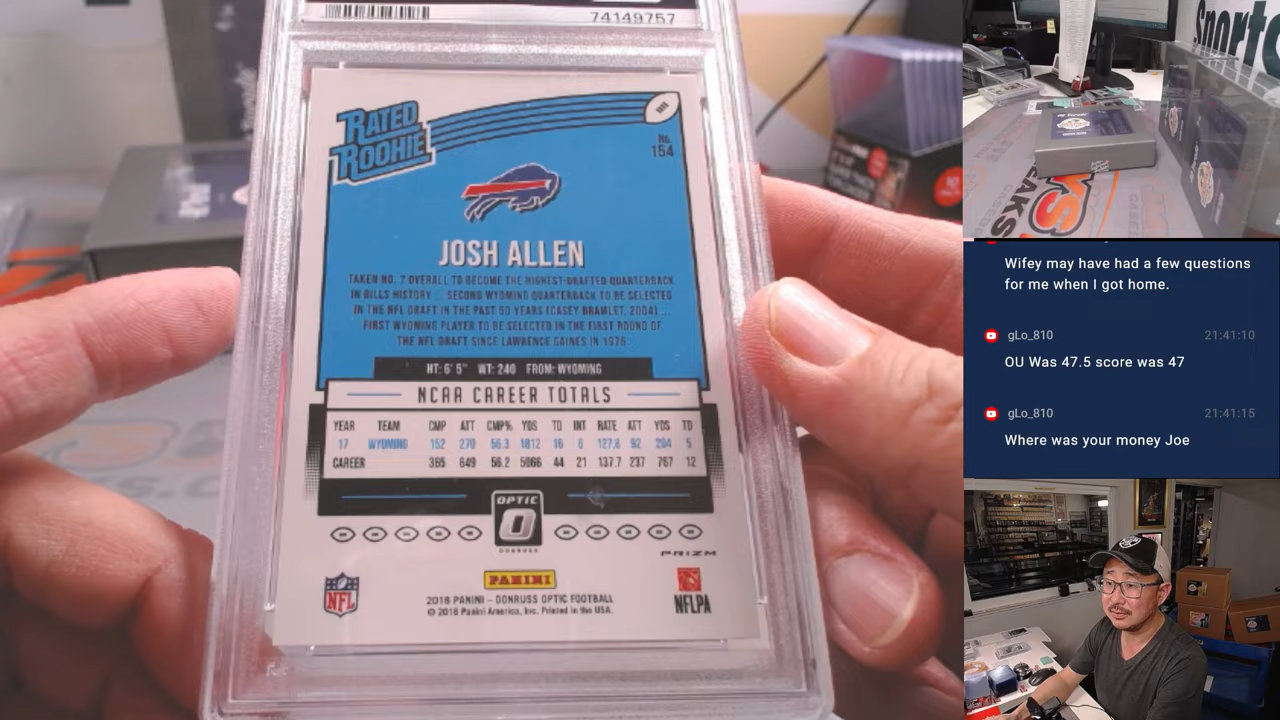 74149757
RATED
ROOKIE
No.
154
JOSH ALLEN
TAKEN NO. 7 OVERALL TO BECOME THE HIGHEST-DRAFTED QUARTERBACK
IN BILLS HISTORY ... SECOND WYOMING QUARTERBACK TO BE SELECTED
IN THE NFL DRAFT IN THE PAST 50 YEARS (CASEY BRAMLET, 2004) ...
FIRST WYOMING PLAYER TO BE SELECTED IN THE FIRST ROUND OF
THE NFL DRAFT SINCE LAWRENCE GAINES IN 1976.
HT: 6' 5" WT: 240 FROM: WYOMING
NCAA CAREER TOTALS
YEAR TEAM CMP ATT CMP% YDS TD INT RTG ATT YDS TD
17 WYOMING 152 270 56.3 1812 16 6 127.8 92 204 5
CAREER 365 649 56.2 5066 44 21 137.7 237 767 12
OPTIC
DONRUSS
PRIZM
NFL
PANINI
NFLPA
2018 PANINI – DONRUSS OPTIC FOOTBALL
© 2018 Panini America, Inc. Printed in the USA.
Sports
Wifey may have had a few questions
for me when I got home.
gLo_810 21:41:10
OU Was 47.5 score was 47
gLo_810 21:41:15
Where was your money Joe